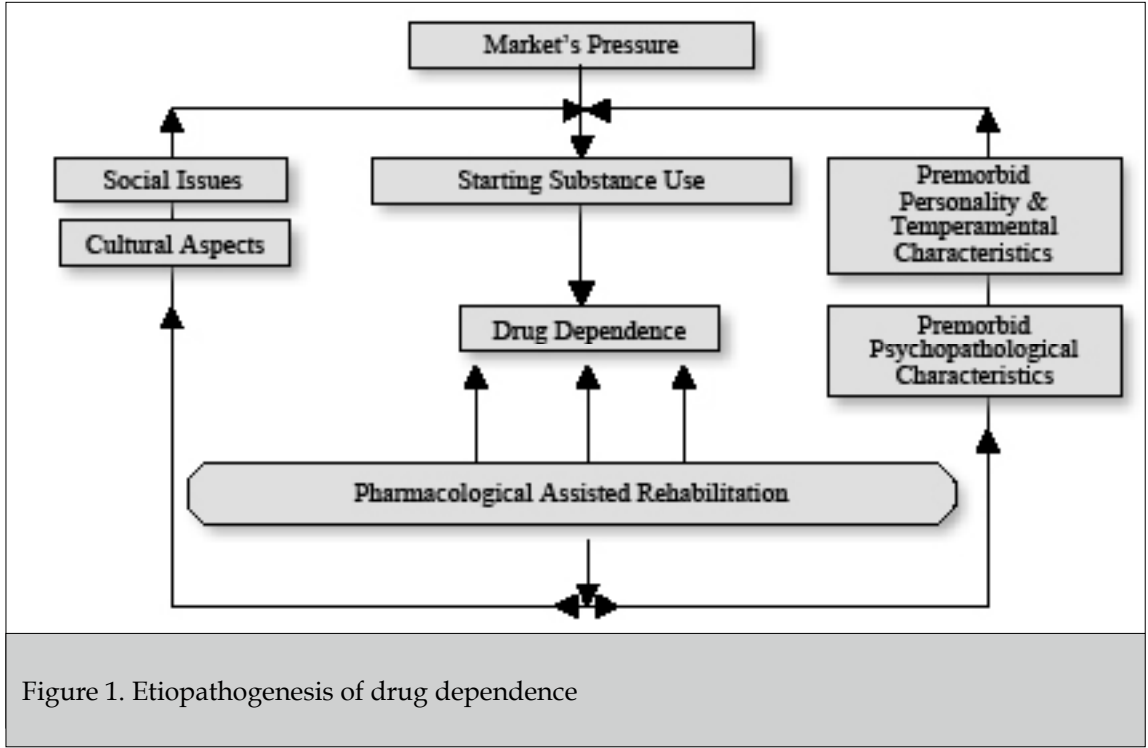 Market's Pressure
Social Issues
Cultural Aspects
Starting Substance Use
Premorbid
Personality &
Temperamental
Characteristics
Drug Dependence
Premorbid
Psychopathological
Characteristics
Pharmacological Assisted Rehabilitation
Figure 1. Etiopathogenesis of drug dependence